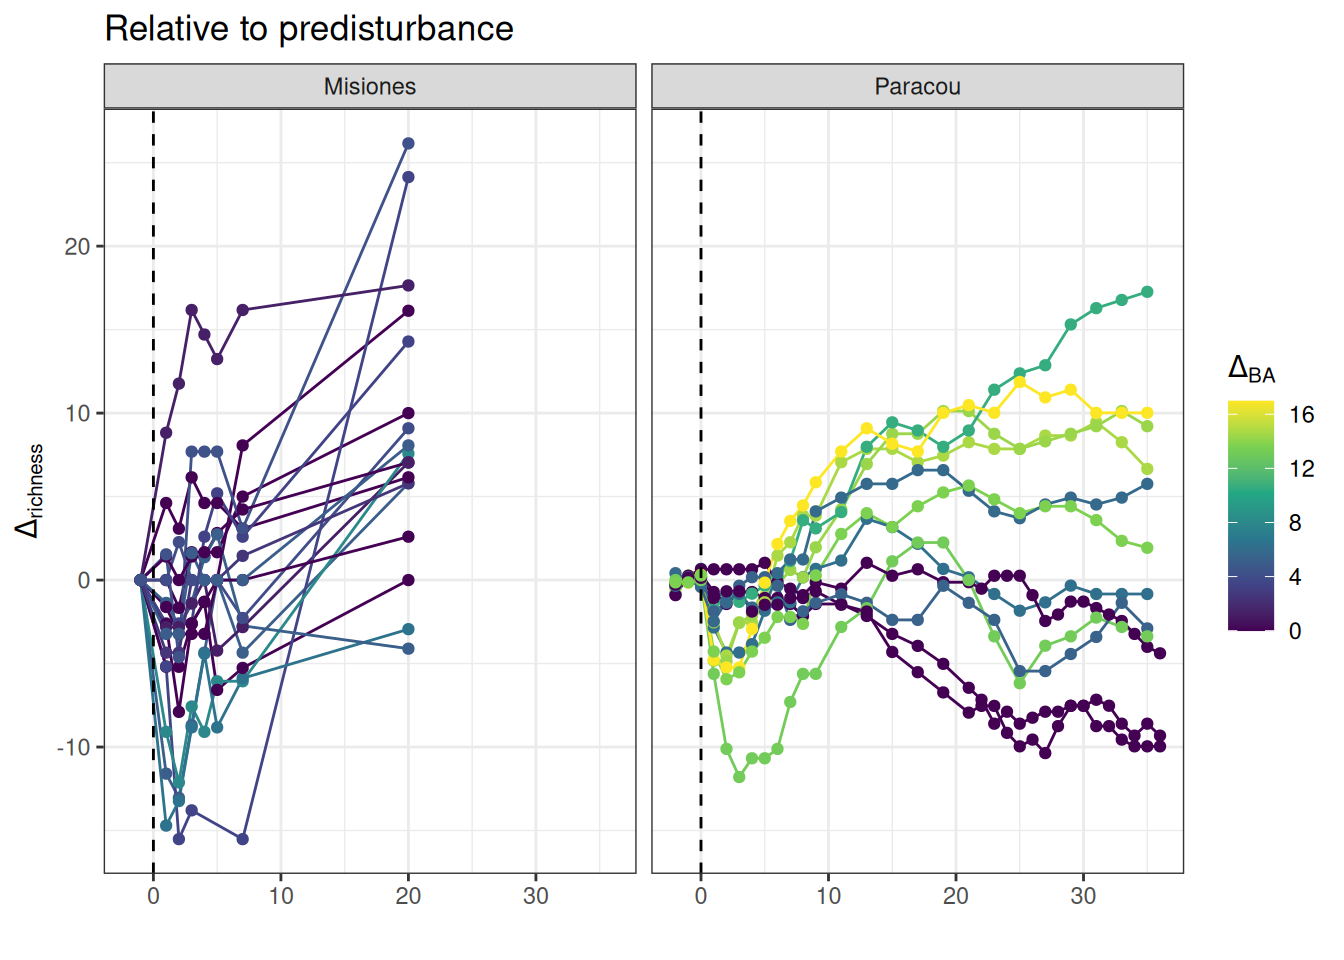 Relative to predisturbance
Misiones
Paracou
Δrichness
20
10
0
-10
0 10 20 30
0 10 20 30
ΔBA
16
12
8
4
0